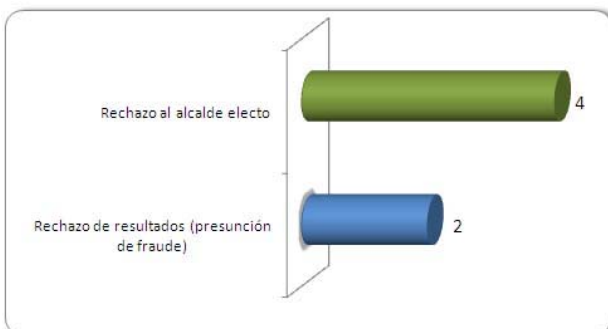 Rechazo al alcalde electo
4
Rechazo de resultados (presunción
de fraude)
2